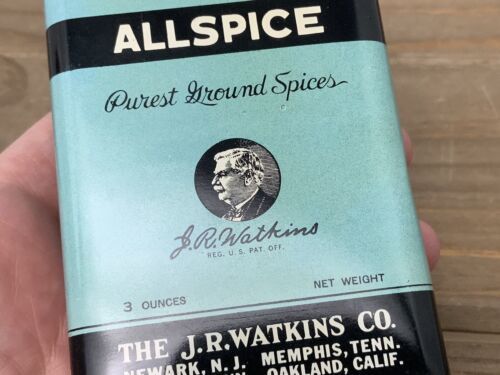 ALLSPICE
Purest Ground Spices
J.R. Watkins
REG. U. S. PAT. OFF.
3 OUNCES NET WEIGHT
THE J.R.WATKINS CO.
NEWARK, N. J. MEMPHIS, TENN.
OAKLAND, CALIF.